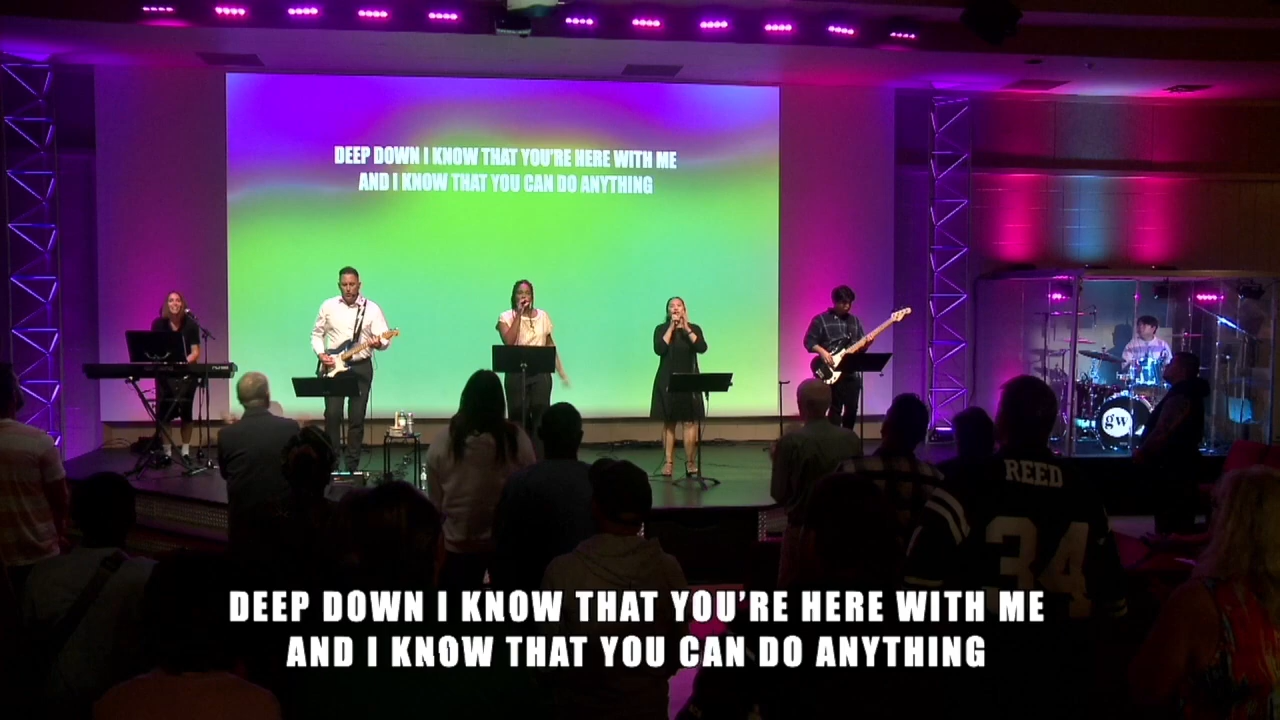 DEEP DOWN I KNOW THAT YOU'RE HERE WITH ME
AND I KNOW THAT YOU CAN DO ANYTHING
gw
REED
34
DEEP DOWN I KNOW THAT YOU'RE HERE WITH ME
AND I KNOW THAT YOU CAN DO ANYTHING